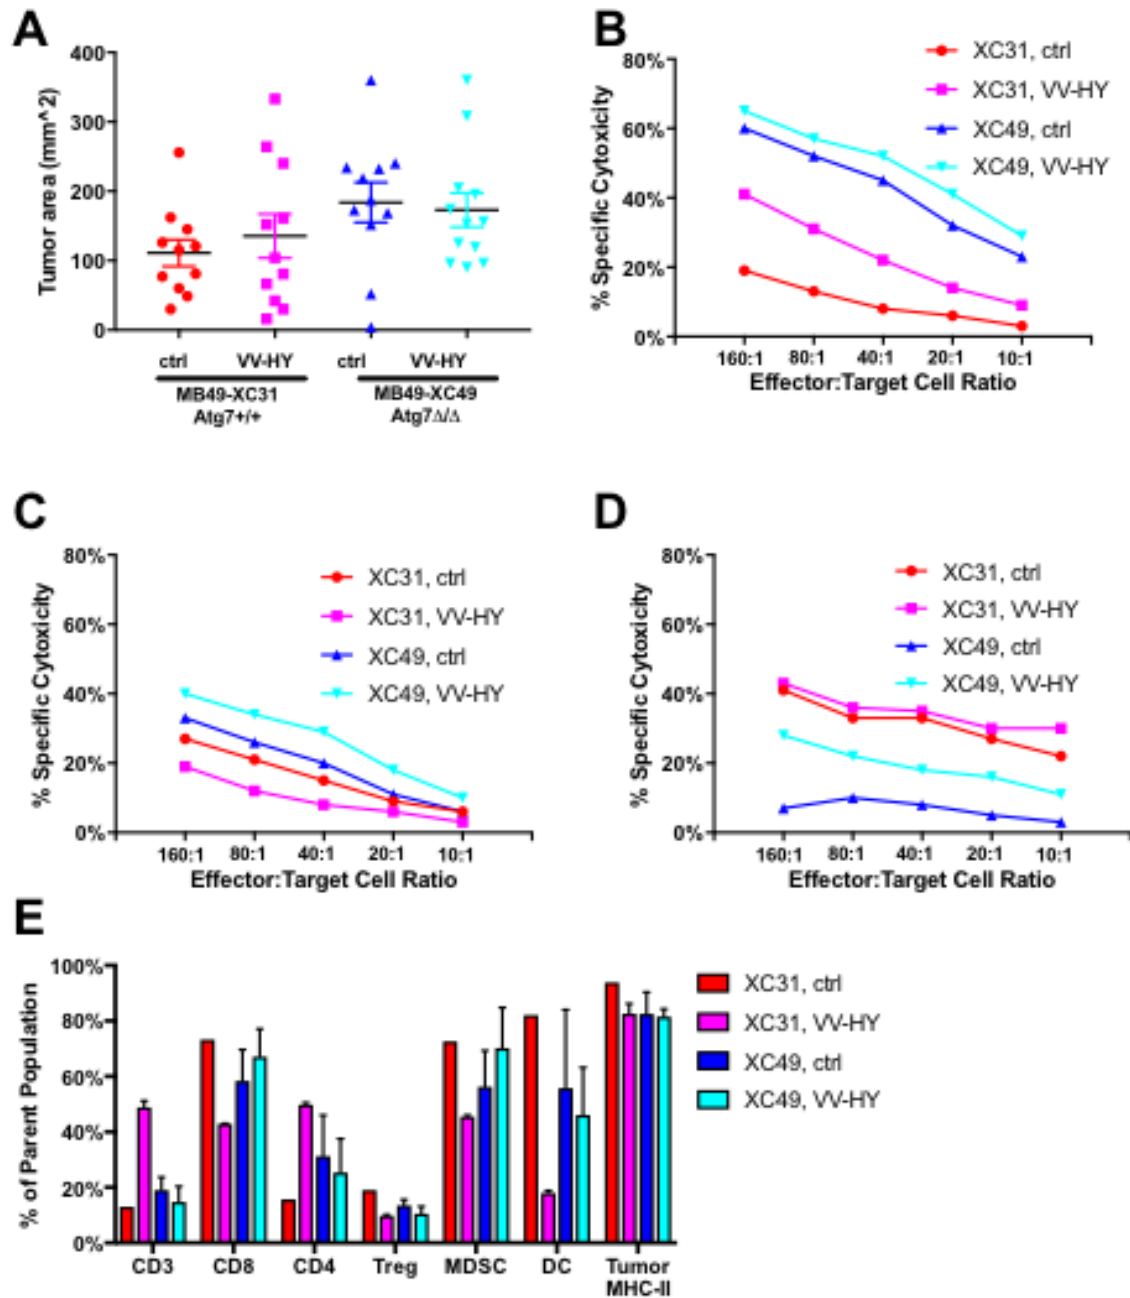 A
Tumor area (mm^2)
400
300
200
100
0
ctrl VV-HY ctrl VV-HY
MB49-XC31 MB49-XC49
Atg7+/+ Atg7Δ/Δ
B
% Specific Cytoxicity
80%
60%
40%
20%
0%
XC31, ctrl
XC31, VV-HY
XC49, ctrl
XC49, VV-HY
160:1 80:1 40:1 20:1 10:1
Effector:Target Cell Ratio
C
% Specific Cytoxicity
80%
60%
40%
20%
0%
XC31, ctrl
XC31, VV-HY
XC49, ctrl
XC49, VV-HY
160:1 80:1 40:1 20:1 10:1
Effector:Target Cell Ratio
D
% Specific Cytoxicity
80%
60%
40%
20%
0%
XC31, ctrl
XC31, VV-HY
XC49, ctrl
XC49, VV-HY
160:1 80:1 40:1 20:1 10:1
Effector:Target Cell Ratio
E
% of Parent Population
100%
80%
60%
40%
20%
0%
XC31, ctrl
XC31, VV-HY
XC49, ctrl
XC49, VV-HY
CD3 CD8 CD4 Treg MDSC DC Tumor
MHC-II